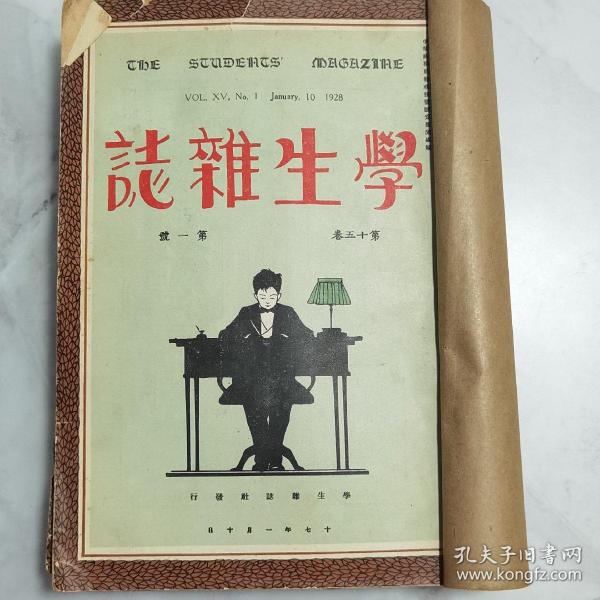 THE STUDENTS' MAGAZINE
VOL. XV, No. 1 January, 10 1928
學生雜誌
第十五卷 第一號
學生雜誌社發行
十七年一月十日
孔夫子旧书网
www.kongfz.com